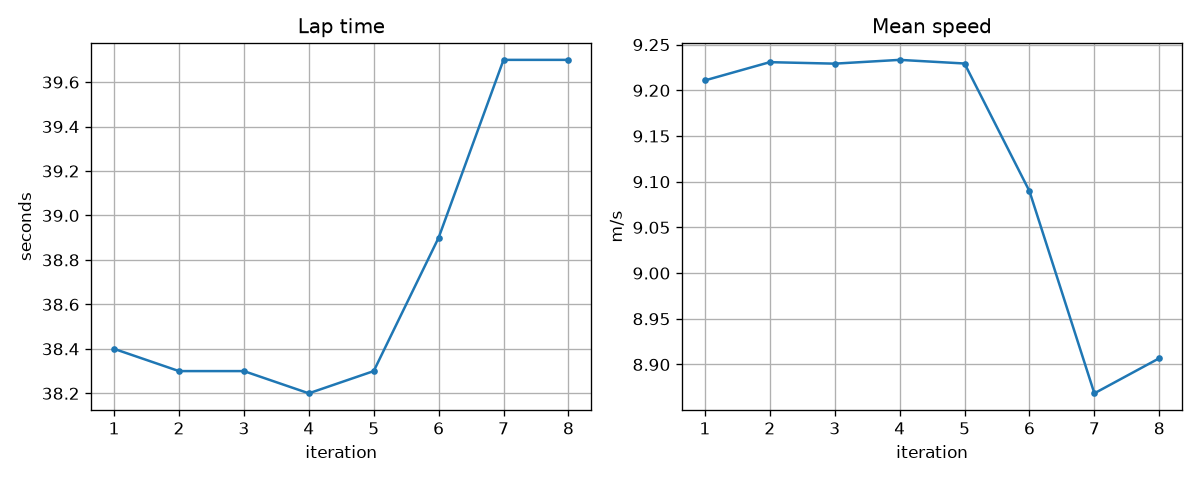 Lap time
39.6
39.4
39.2
39.0
38.8
38.6
38.4
38.2
seconds
1 2 3 4 5 6 7 8
iteration
Mean speed
9.25
9.20
9.15
9.10
9.05
9.00
8.95
8.90
m/s
1 2 3 4 5 6 7 8
iteration